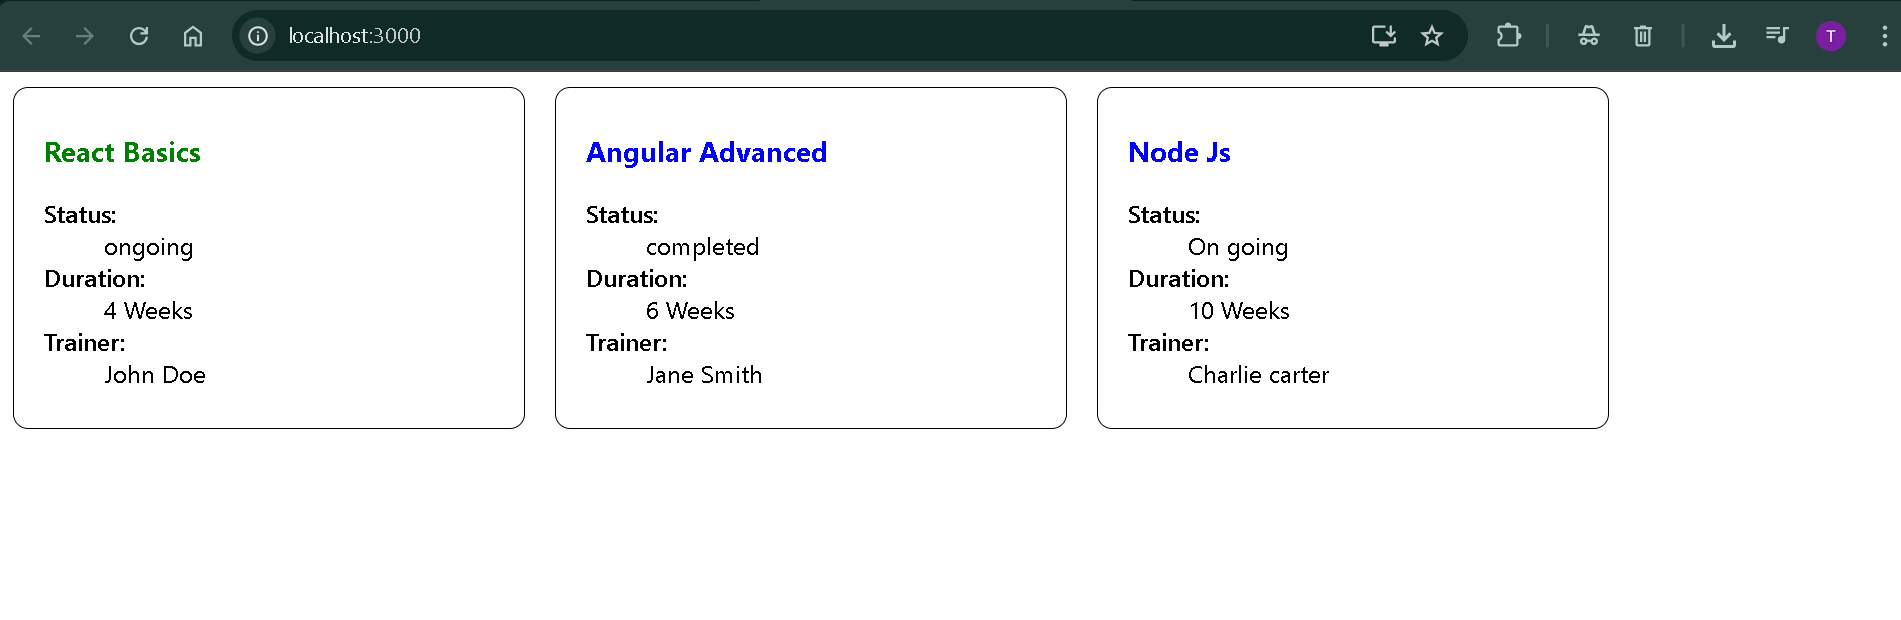 localhost:3000
T
React Basics
Status:
ongoing
Duration:
4 Weeks
Trainer:
John Doe
Angular Advanced
Status:
completed
Duration:
6 Weeks
Trainer:
Jane Smith
Node Js
Status:
On going
Duration:
10 Weeks
Trainer:
Charlie carter